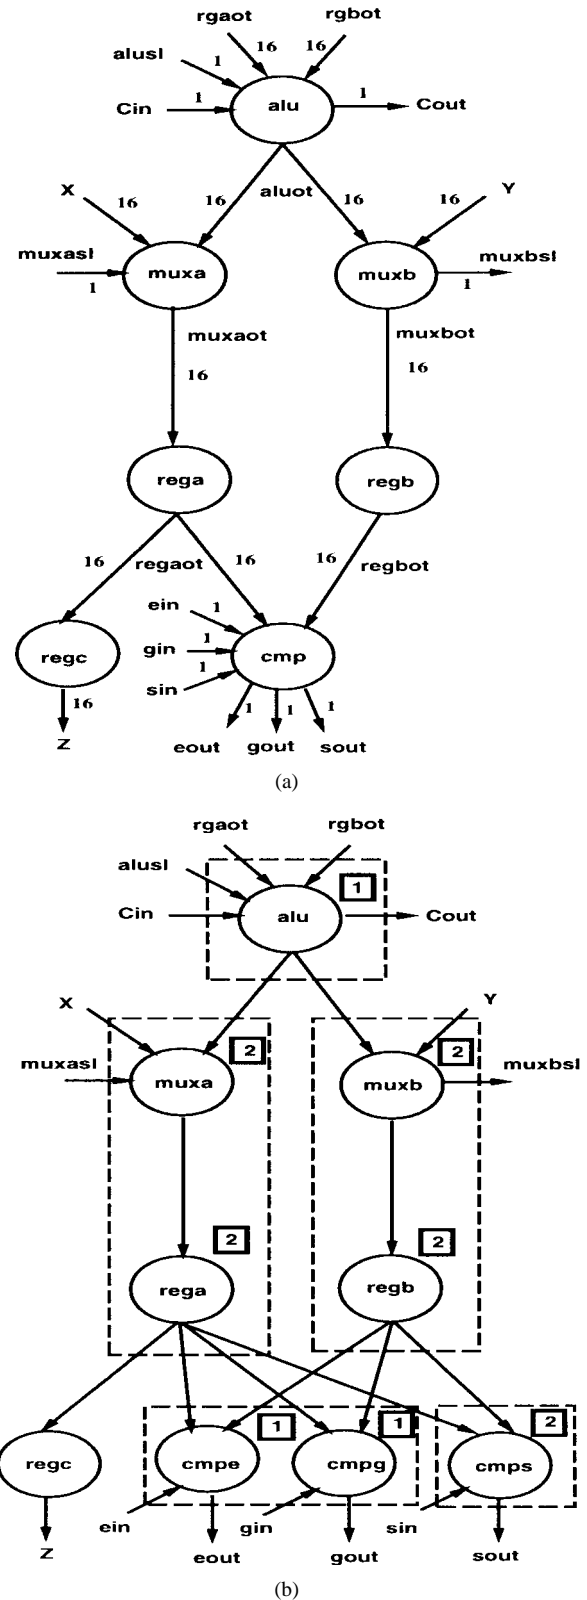 rgaot rgbot
alusl 1 16 16
Cin 1 alu 1 Cout
X 16 16 aluot 16 16 Y
muxasl 1 muxa muxb 1 muxbsl
muxaot muxbot
16 16
rega regb
16 regaot 16 16 regbot
ein 1
gin 1
regc cmp
sin 1
16 1 1 1
Z eout gout sout
(a)
rgaot rgbot
alusl 1
Cin alu Cout
X Y
2 2
muxasl muxa muxb muxbsl
2 2
rega regb
1 1 2
regc cmpe cmpg cmps
ein gin sin
Z eout gout sout
(b)